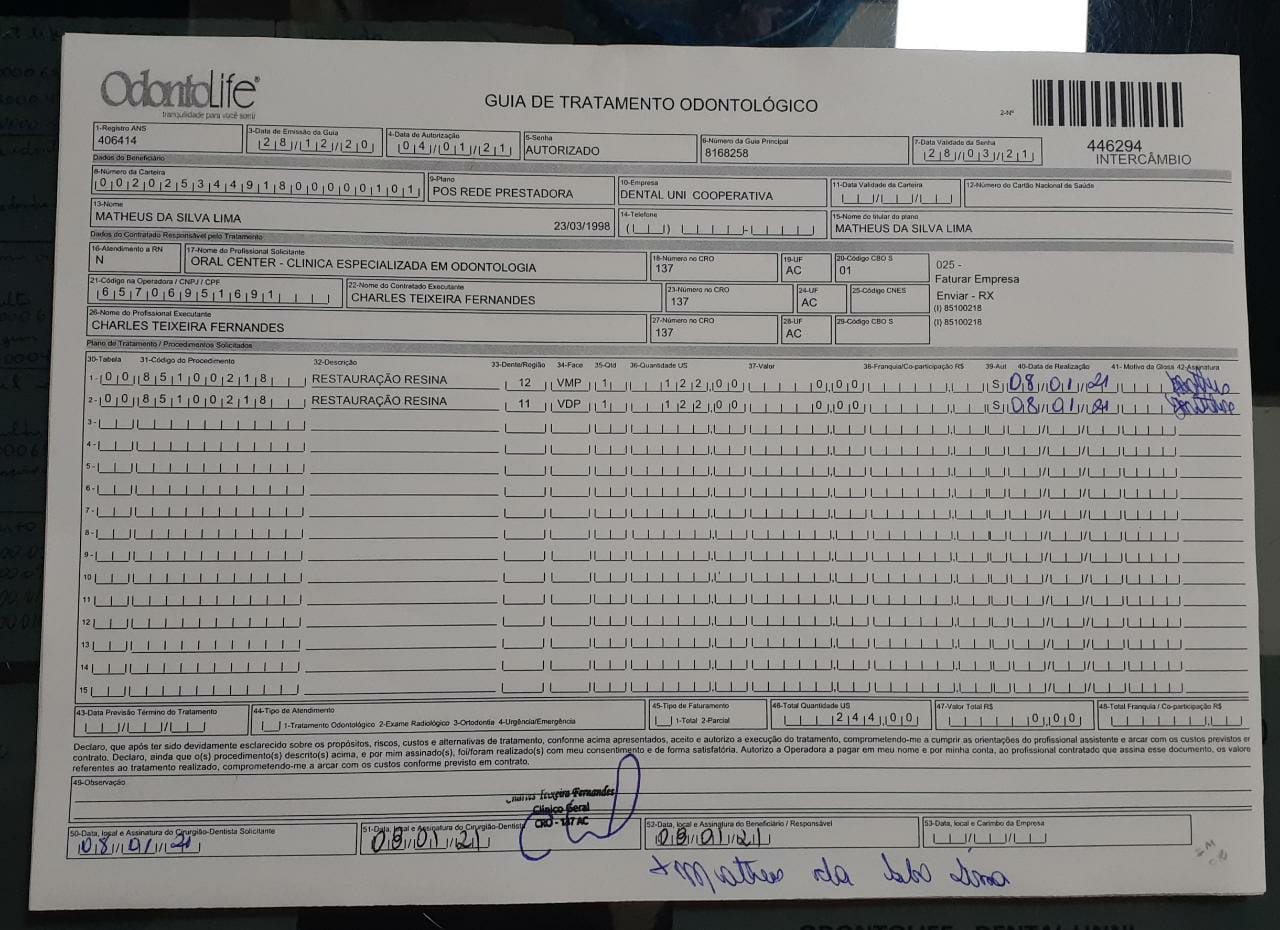 OdontoLife®
tranquilidade para você sorrir
GUIA DE TRATAMENTO ODONTOLÓGICO
2-Nº
446294
INTERCÂMBIO
1-Registro ANS
406414
3-Data de Emissão da Guia
28/12/20
4-Data de Autorização
04/01/21
5-Senha
AUTORIZADO
6-Número da Guia Principal
8168258
7-Data Validade da Senha
28/03/21
Dados do Beneficiário
8-Número da Carteira
00202534491800000101
9-Plano
POS REDE PRESTADORA
10-Empresa
DENTAL UNI COOPERATIVA
11-Data Validade da Carteira
12-Número do Cartão Nacional de Saúde
13-Nome
MATHEUS DA SILVA LIMA 23/03/1998
14-Telefone
15-Nome do titular do plano
MATHEUS DA SILVA LIMA
Dados do Contratado Responsável pelo Tratamento
16-Atendimento a RN
N
17-Nome do Profissional Solicitante
ORAL CENTER - CLINICA ESPECIALIZADA EM ODONTOLOGIA
18-Número no CRO
137
19-UF
AC
20-Código CBO S
01
025 -
Faturar Empresa
Enviar - RX
(I) 85100218
(I) 85100218
21-Código na Operadora / CNPJ / CPF
65706951691
22-Nome do Contratado Executante
CHARLES TEIXEIRA FERNANDES
23-Número no CRO
137
24-UF
AC
25-Código CNES
26-Nome do Profissional Executante
CHARLES TEIXEIRA FERNANDES
27-Número no CRO
137
28-UF
AC
29-Código CBO S
Plano de Tratamento / Procedimentos Solicitados
30-Tabela 31-Código do Procedimento 32-Descrição 33-Dente/Região 34-Face 35-Qtd 36-Quantidade US 37-Valor 38-Franquia/Co-participação R$ 39-Aut 40-Data de Realização 41- Motivo da Glosa 42-Assinatura
1- 00 85100218 RESTAURAÇÃO RESINA 12 VMP 1 122,00 0,00 S 08/01/21
2- 00 85100218 RESTAURAÇÃO RESINA 11 VDP 1 122,00 0,00 S 08/01/21
3-
4-
5-
6-
7-
8-
9-
10
11
12
13
14
15
43-Data Previsão Término do Tratamento
44-Tipo de Atendimento
1-Tratamento Odontológico 2-Exame Radiológico 3-Ortodontia 4-Urgência/Emergência
45-Tipo de Faturamento
1-Total 2-Parcial
46-Total Quantidade US
244,00
47-Valor Total R$
0,00
48-Total Franquia / Co-participação R$
Declaro, que após ter sido devidamente esclarecido sobre os propósitos, riscos, custos e alternativas de tratamento, conforme acima apresentados, aceito e autorizo a execução do tratamento, comprometendo-me a cumprir as orientações do profissional assistente e arcar com os custos previstos em
contrato. Declaro, ainda que o(s) procedimento(s) descrito(s) acima, e por mim assinado(s), foi/foram realizado(s) com meu consentimento e de forma satisfatória. Autorizo a Operadora a pagar em meu nome e por minha conta, ao profissional contratado que assina esse documento, os valores
referentes ao tratamento realizado, comprometendo-me a arcar com os custos conforme previsto em contrato.
49-Observação
Charles Teixeira Fernandes
Clínico Geral
CRO - 137 AC
50-Data, local e Assinatura do Cirurgião-Dentista Solicitante
08/01/21
51-Data, local e Assinatura do Cirurgião-Dentista
08/01/21
52-Data, local e Assinatura do Beneficiário / Responsável
08/01/21
53-Data, local e Carimbo da Empresa
Matheus da Silva Lima